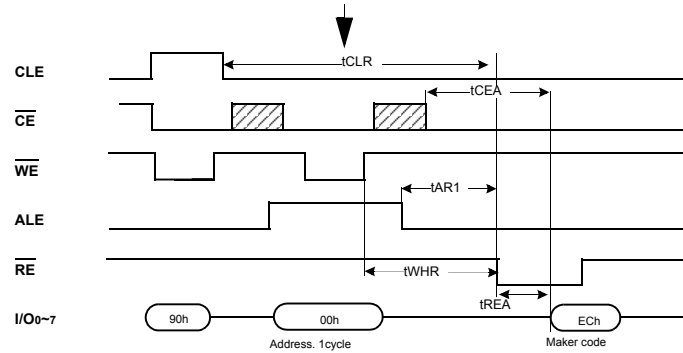 tCLR
CLE
tCEA
CE
WE
tAR1
ALE
tWHR
RE
tREA
I/O0~7
90h
00h
ECh
Address. 1cycle
Maker code